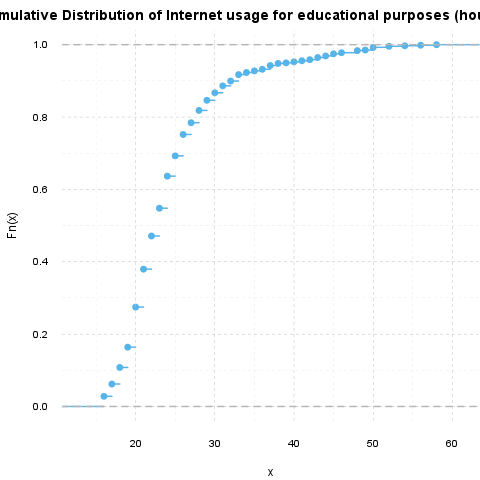 mulative Distribution of Internet usage for educational purposes (hou
1.0
0.8
0.6
0.4
0.2
0.0
Fn(x)
20 30 40 50 60
x